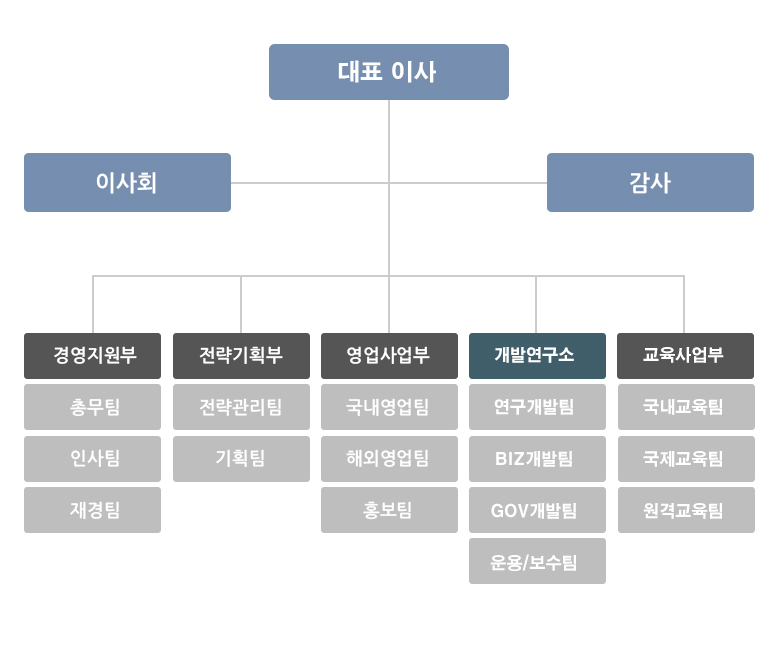 대표 이사
이사회
감사
경영지원부
전략기획부
영업사업부
개발연구소
교육사업부
총무팀
전략관리팀
국내영업팀
연구개발팀
국내교육팀
인사팀
기획팀
해외영업팀
BIZ개발팀
국제교육팀
재경팀
홍보팀
GOV개발팀
원격교육팀
운용/보수팀